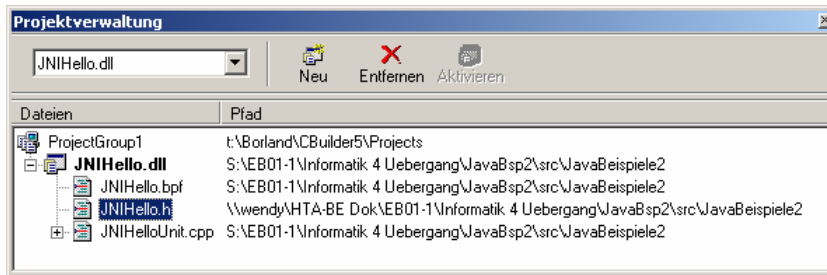 Projektverwaltung
JNIHello.dll
Neu Entfernen Aktivieren
Dateien Pfad
ProjectGroup1 t:\Borland\CBuilder5\Projects
JNIHello.dll S:\EB01-1\Informatik 4 Uebergang\JavaBsp2\src\JavaBeispiele2
JNIHello.bpf S:\EB01-1\Informatik 4 Uebergang\JavaBsp2\src\JavaBeispiele2
JNIHello.h \\wendy\HTA-BE Dok\EB01-1\Informatik 4 Uebergang\JavaBsp2\src\JavaBeispiele2
JNIHelloUnit.cpp S:\EB01-1\Informatik 4 Uebergang\JavaBsp2\src\JavaBeispiele2